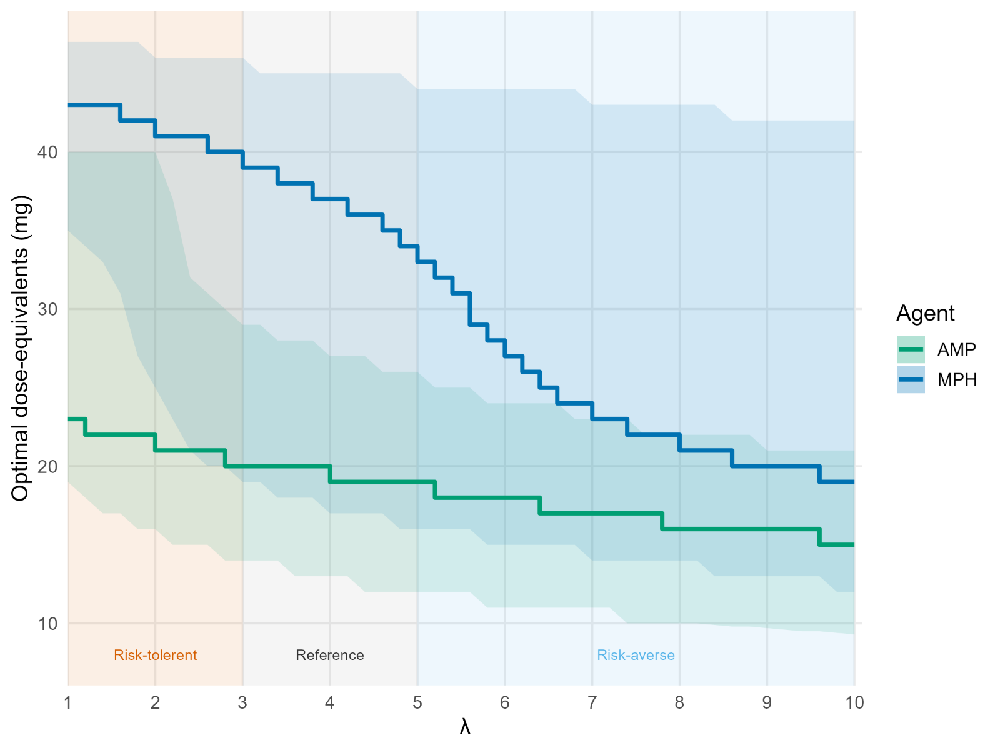 Optimal dose-equivalents (mg)
40
30
20
10
Risk-tolerent
Reference
Risk-averse
1 2 3 4 5 6 7 8 9 10
λ
Agent
AMP
MPH